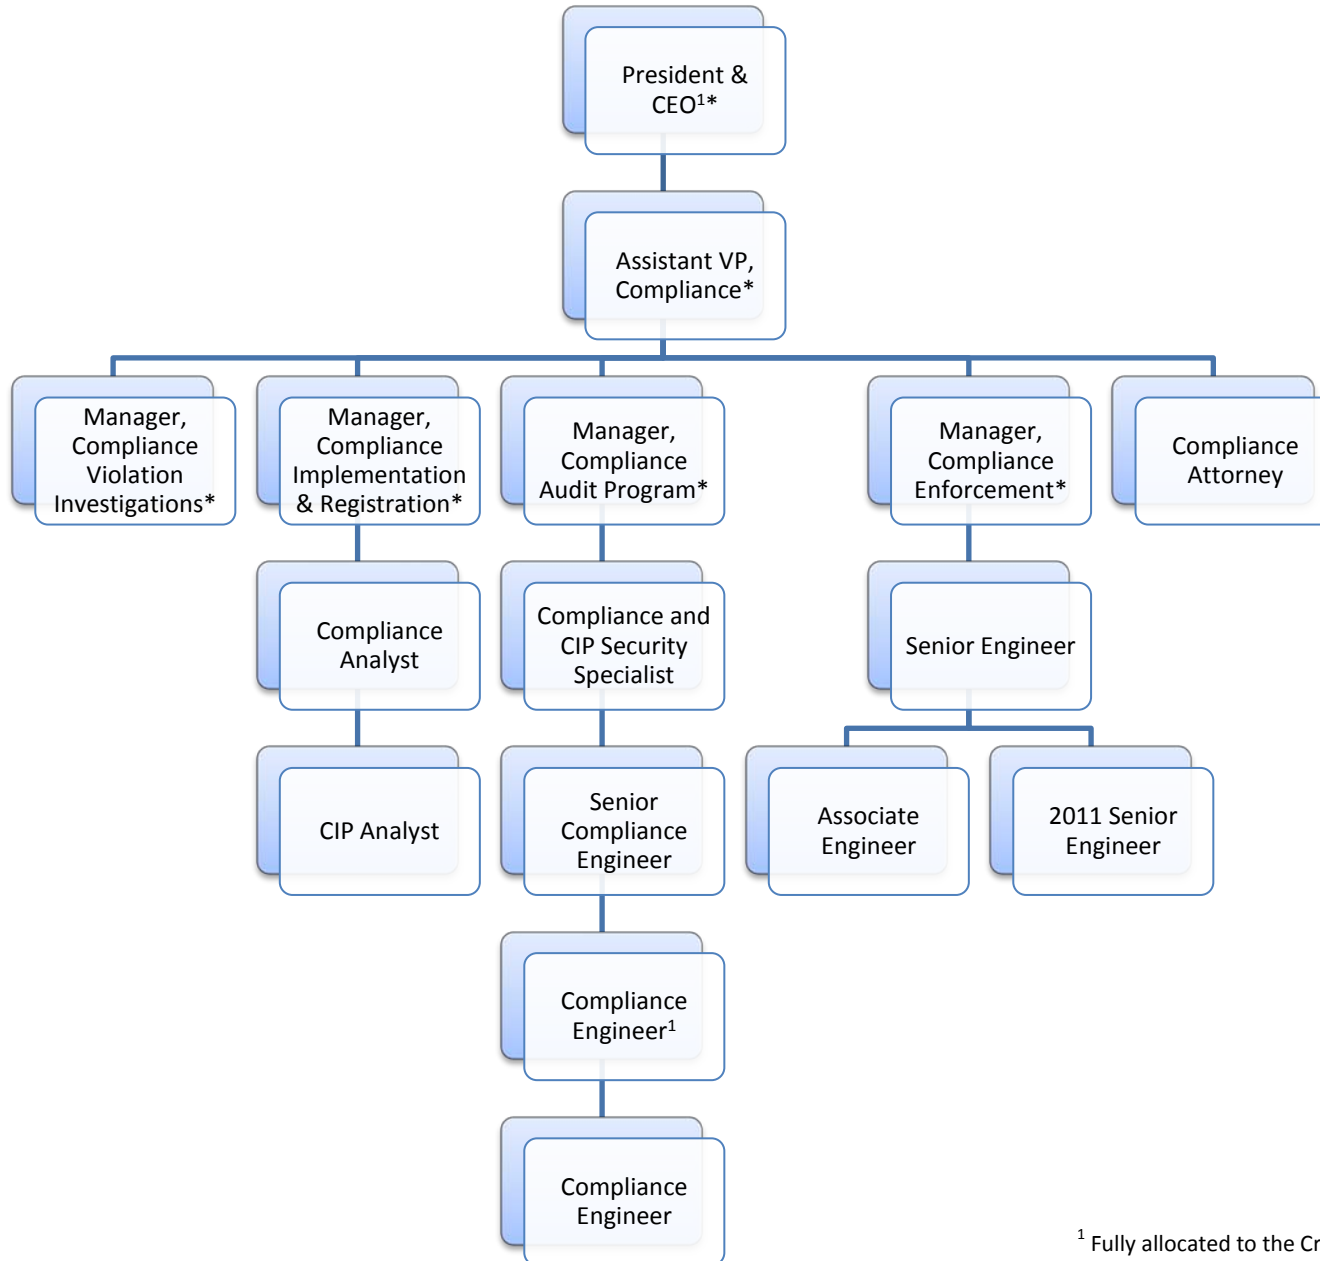 President &
CEO¹*
Assistant VP,
Compliance*
Manager,
Compliance
Violation
Investigations*
Manager,
Compliance
Implementation
& Registration*
Manager,
Compliance
Audit Program*
Manager,
Compliance
Enforcement*
Compliance
Attorney
Compliance
Analyst
Compliance and
CIP Security
Specialist
Senior Engineer
CIP Analyst
Senior
Compliance
Engineer
Associate
Engineer
2011 Senior
Engineer
Compliance
Engineer¹
Compliance
Engineer
¹ Fully allocated to the Cr